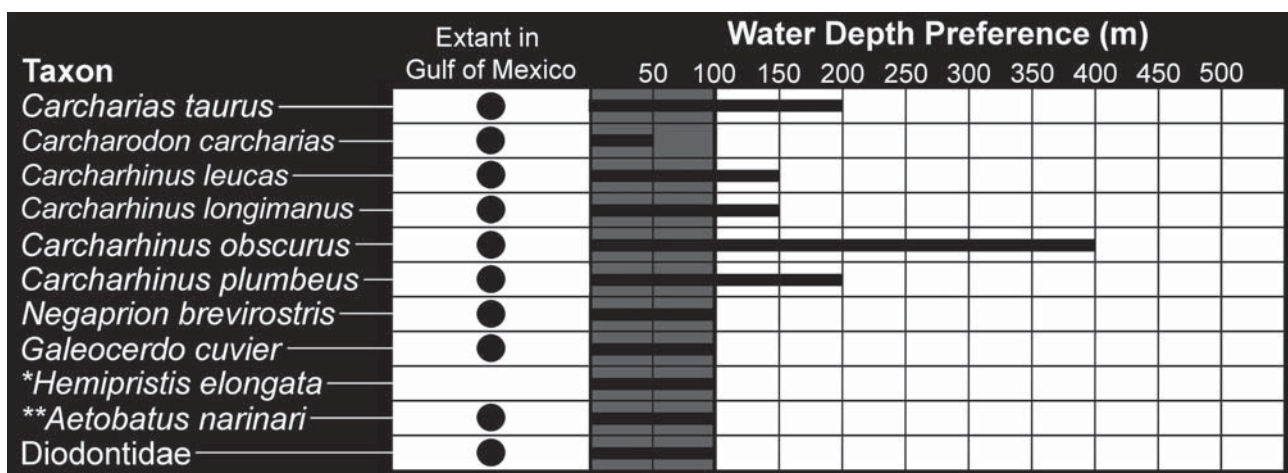 Extant in
Gulf of Mexico
Water Depth Preference (m)
Taxon
50 100 150 200 250 300 350 400 450 500
Carcharias taurus
Carcharodon carcharias
Carcharhinus leucas
Carcharhinus longimanus
Carcharhinus obscurus
Carcharhinus plumbeus
Negaprion brevirostris
Galeocerdo cuvier
*Hemipristis elongata
**Aetobatus narinari
Diodontidae